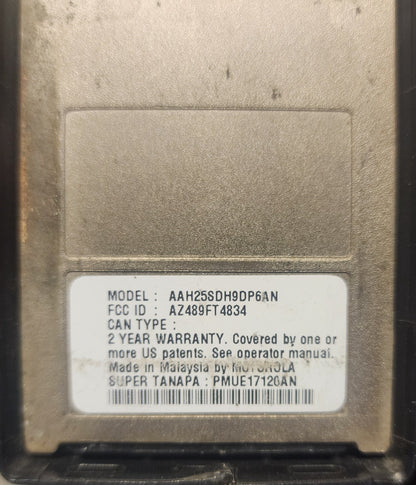 MODEL : AAH25SDH9DP6AN
FCC ID : AZ489FT4834
CAN TYPE :
2 YEAR WARRANTY. Covered by one or
more US patents. See operator manual.
Made in Malaysia by MOTOROLA
SUPER TANAPA : PMUE1712CAN